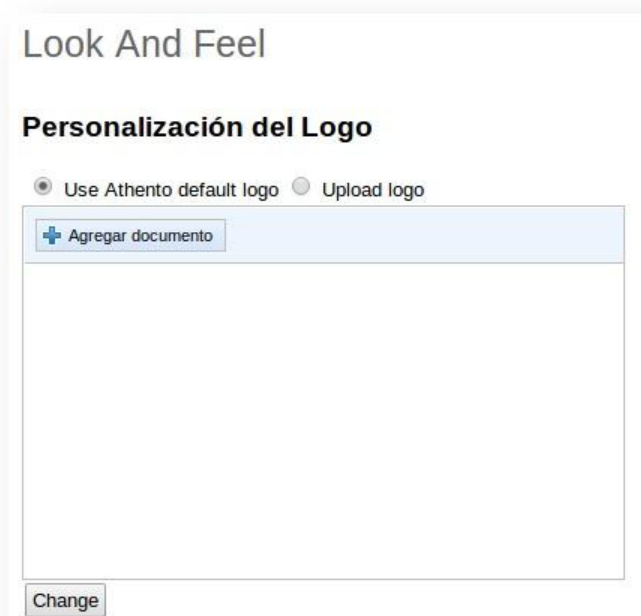 Look And Feel
Personalización del Logo
Use Athento default logo Upload logo
Agregar documento
Change